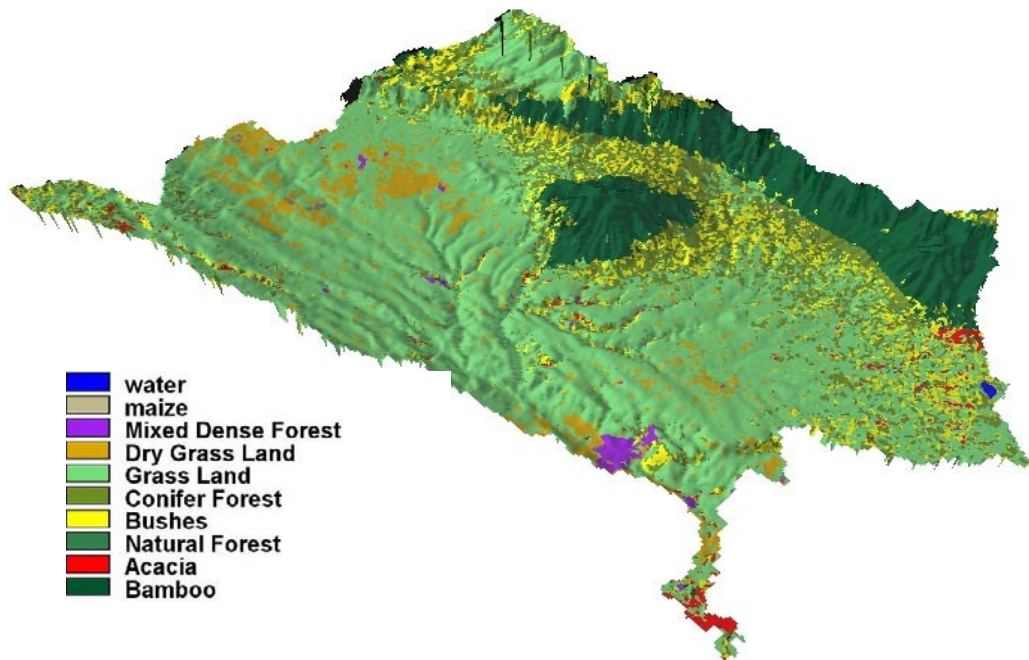 water
maize
Mixed Dense Forest
Dry Grass Land
Grass Land
Conifer Forest
Bushes
Natural Forest
Acacia
Bamboo